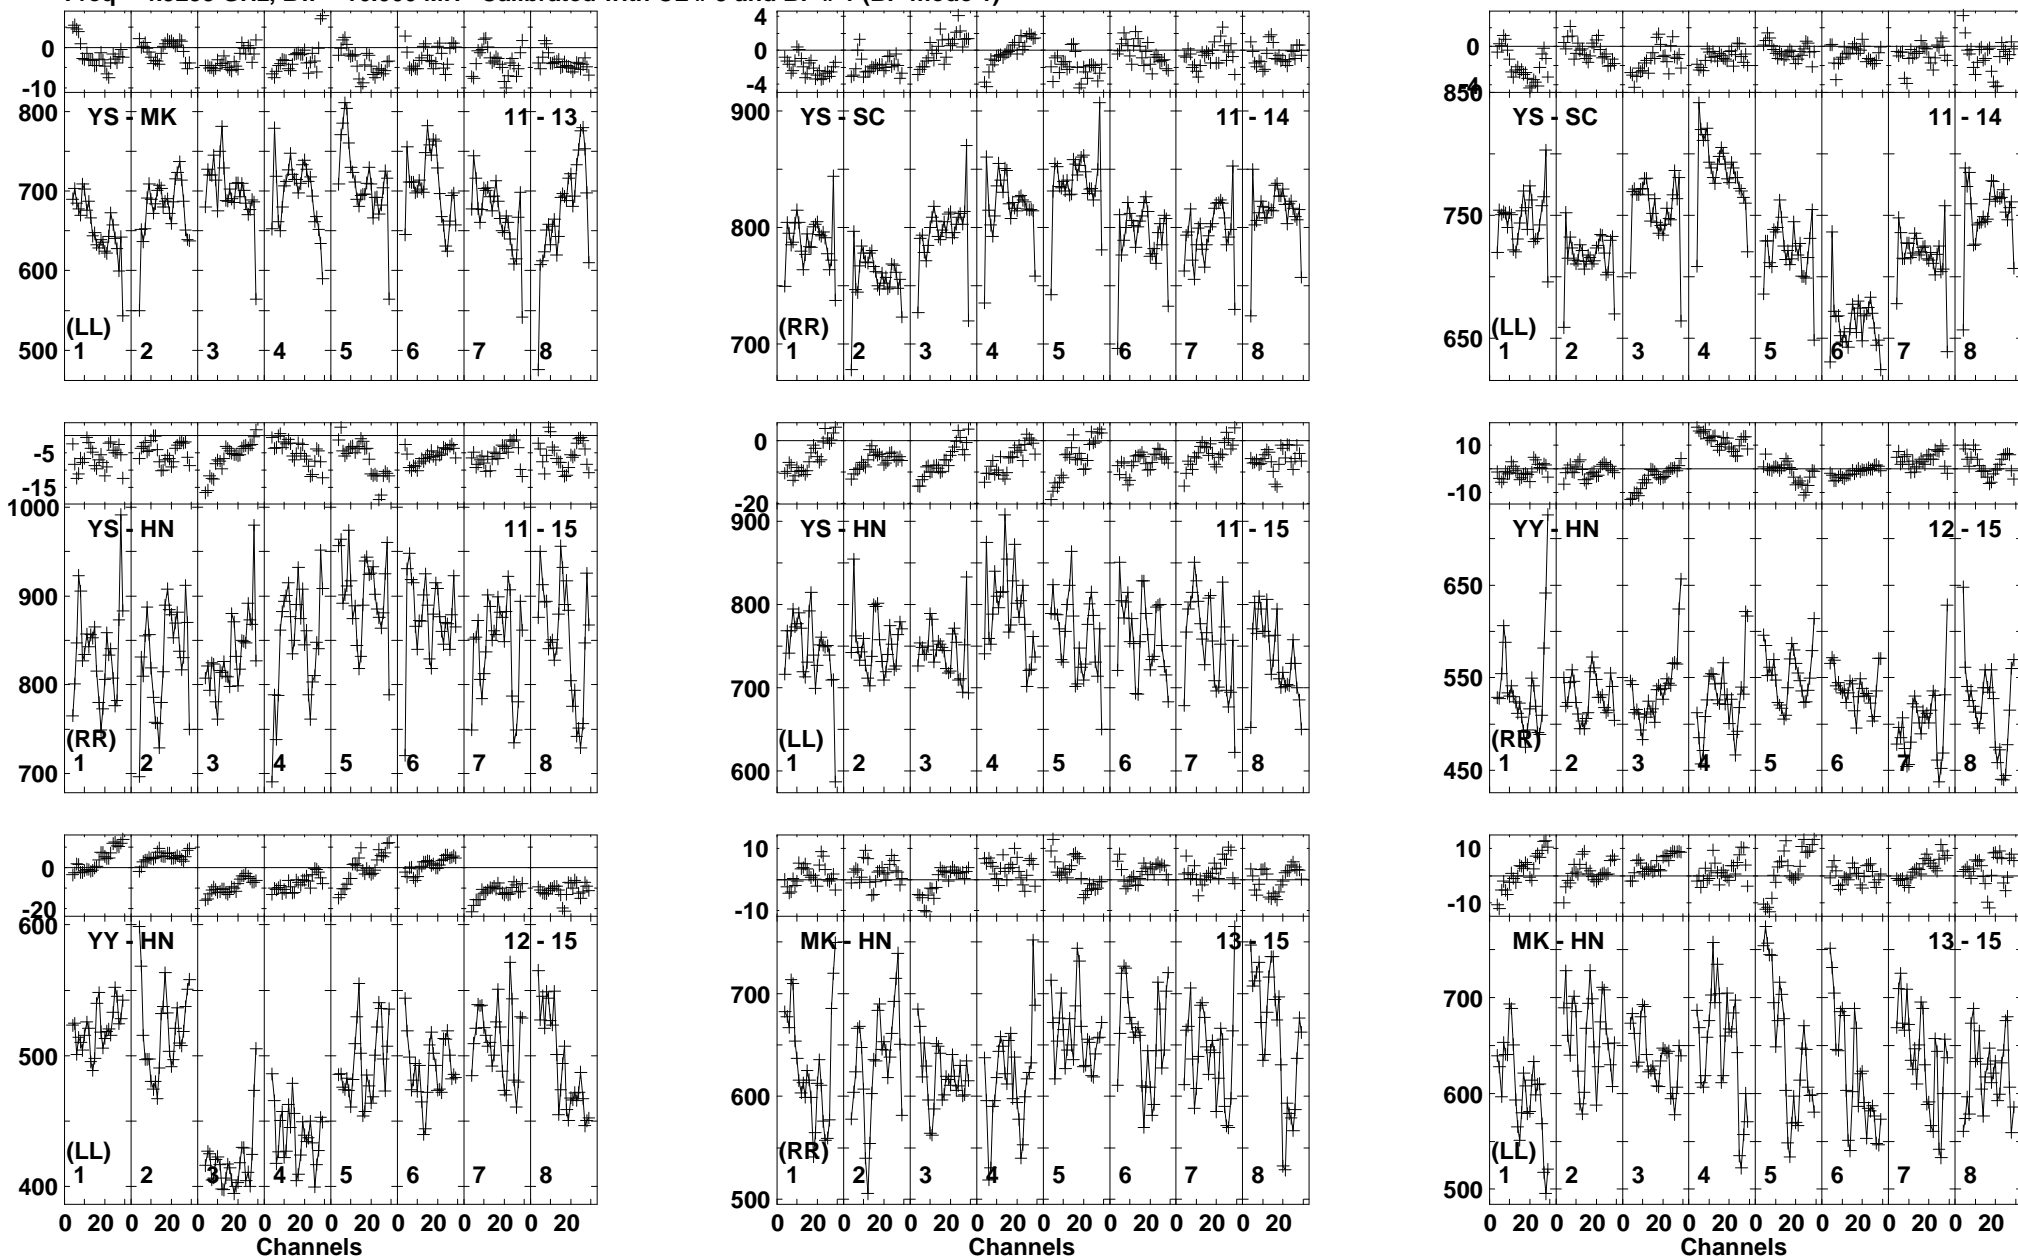 0 -10 800 700 600 500
YS - MK 11 - 13
(LL)
1 2 3 4 5 6 7 8
4 0 -4 900 800 700
YS - SC 11 - 14
(RR)
1 2 3 4 5 6 7 8
0 850 750 650
YS - SC 11 - 14
(LL)
1 2 3 4 5 6 7 8
-5 -15 1000 900 800 700
YS - HN 11 - 15
(RR)
1 2 3 4 5 6 7 8
0 -20 900 800 700 600
YS - HN 11 - 15
(LL)
1 2 3 4 5 6 7 8
10 -10 650 550 450
YY - HN 12 - 15
(RR)
1 2 3 4 5 6 7 8
0 -20 600 500 400
YY - HN 12 - 15
(LL)
1 2 3 4 5 6 7 8
0 20 0 20 0 20 0 20 0 20 0 20 0 20 0 20
Channels
10 -10 700 600 500
MK - HN 13 - 15
(RR)
1 2 3 4 5 6 7 8
0 20 0 20 0 20 0 20 0 20 0 20 0 20 0 20
Channels
10 -10 700 600 500
MK - HN 13 - 15
(LL)
1 2 3 4 5 6 7 8
0 20 0 20 0 20 0 20 0 20 0 20 0 20 0 20
Channels